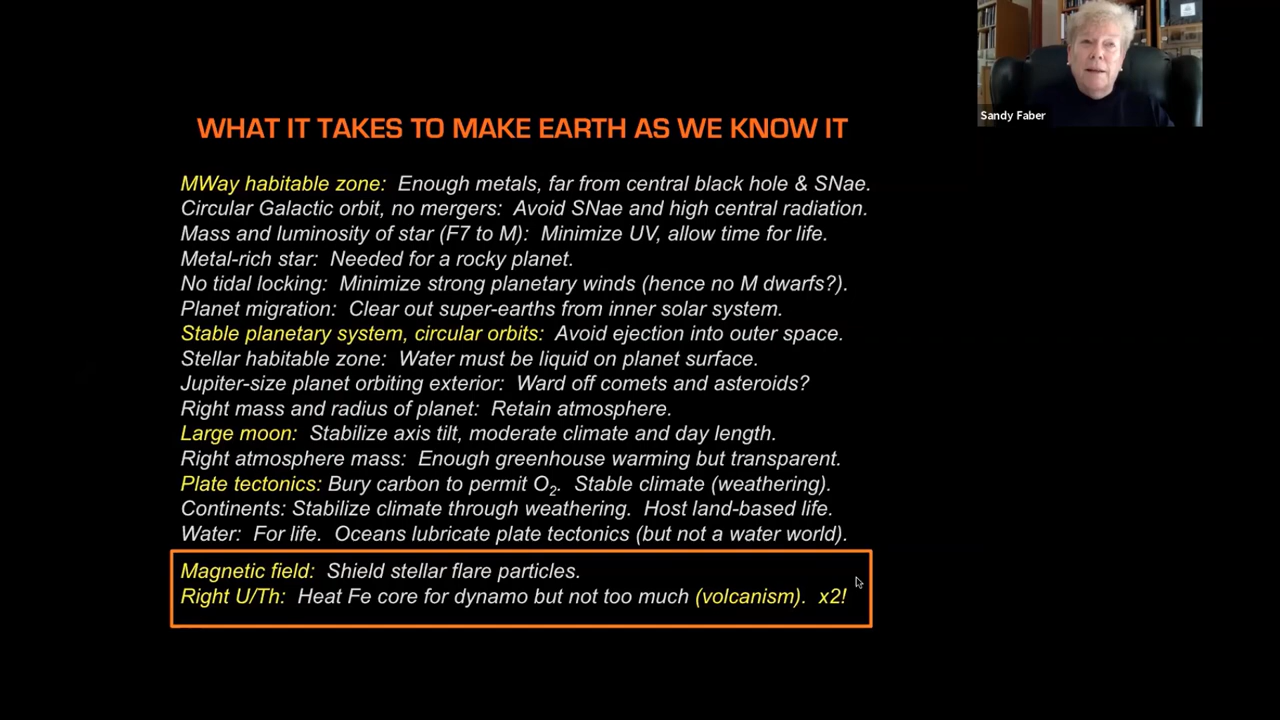 Sandy Faber
WHAT IT TAKES TO MAKE EARTH AS WE KNOW IT
MWay habitable zone: Enough metals, far from central black hole & SNae.
Circular Galactic orbit, no mergers: Avoid SNae and high central radiation.
Mass and luminosity of star (F7 to M): Minimize UV, allow time for life.
Metal-rich star: Needed for a rocky planet.
No tidal locking: Minimize strong planetary winds (hence no M dwarfs?).
Planet migration: Clear out super-earths from inner solar system.
Stable planetary system, circular orbits: Avoid ejection into outer space.
Stellar habitable zone: Water must be liquid on planet surface.
Jupiter-size planet orbiting exterior: Ward off comets and asteroids?
Right mass and radius of planet: Retain atmosphere.
Large moon: Stabilize axis tilt, moderate climate and day length.
Right atmosphere mass: Enough greenhouse warming but transparent.
Plate tectonics: Bury carbon to permit O₂. Stable climate (weathering).
Continents: Stabilize climate through weathering. Host land-based life.
Water: For life. Oceans lubricate plate tectonics (but not a water world).
Magnetic field: Shield stellar flare particles.
Right U/Th: Heat Fe core for dynamo but not too much (volcanism). x2!